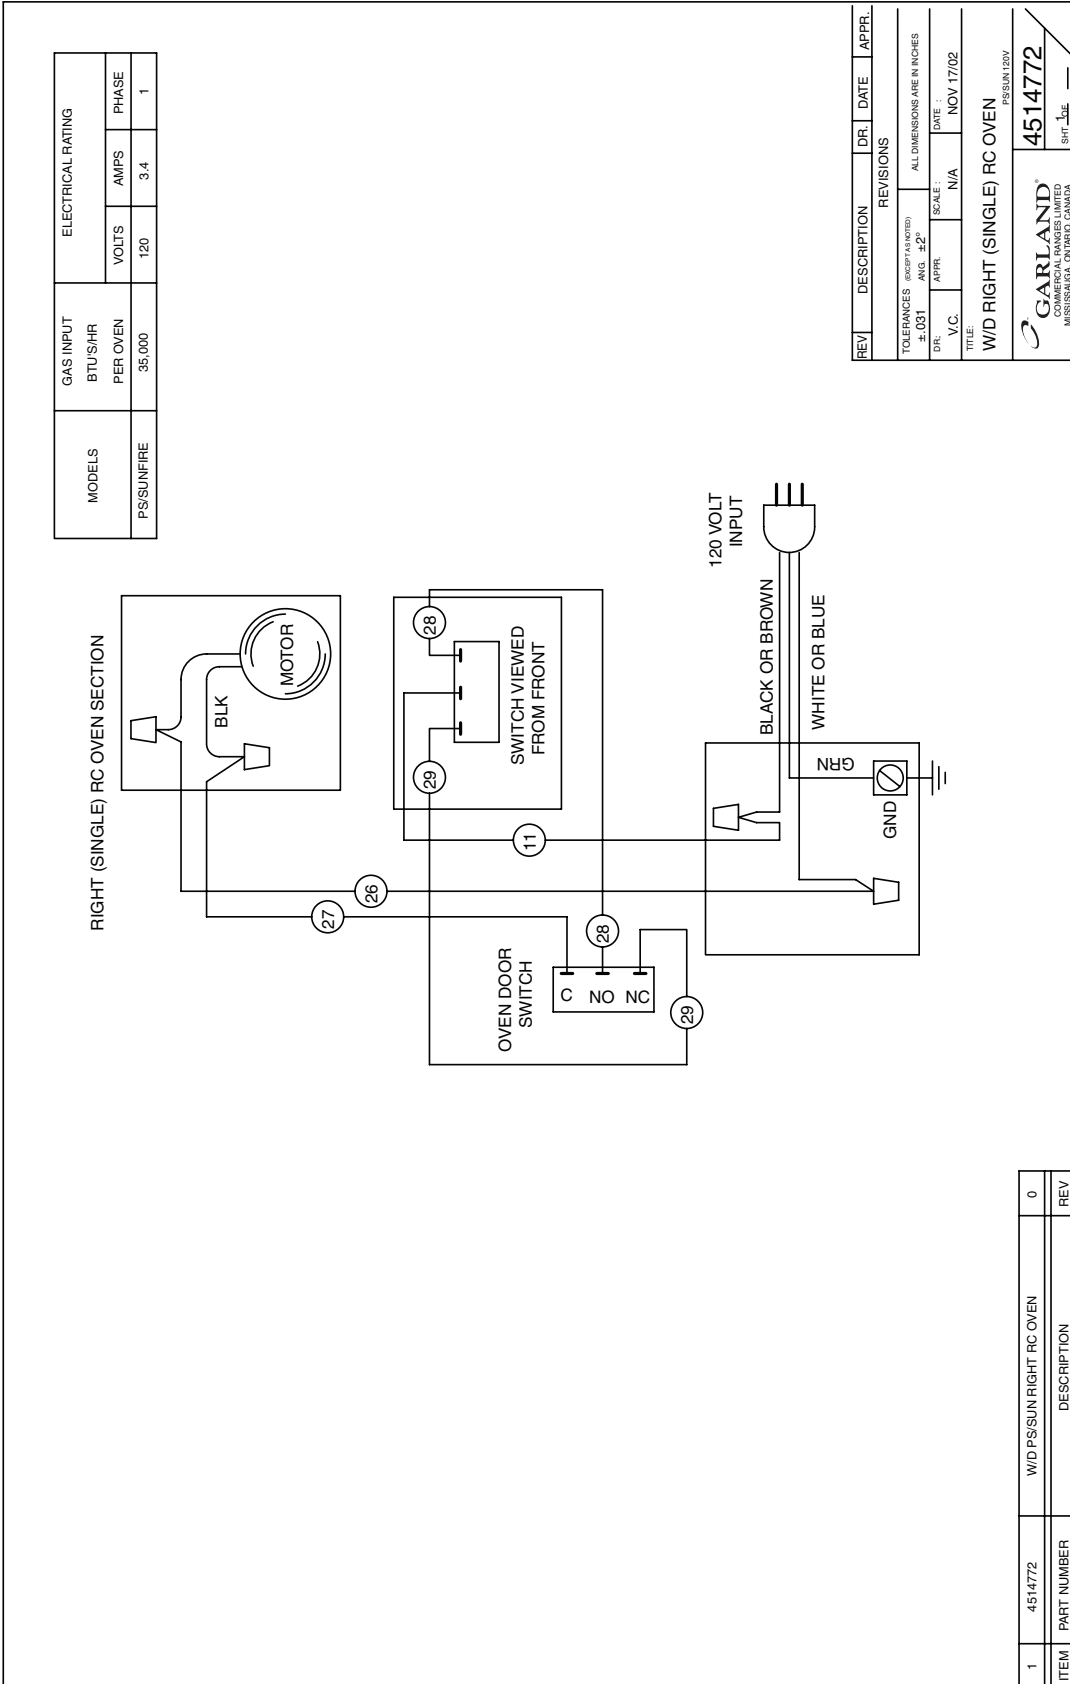 MODELS
GAS INPUT
BTU'S/HR
PER OVEN
ELECTRICAL RATING
VOLTS AMPS PHASE
PS/SUNFIRE 35,000 120 3.4 1
RIGHT (SINGLE) RC OVEN SECTION
BLK
MOTOR
27
26
28
29
SWITCH VIEWED
FROM FRONT
11
OVEN DOOR
SWITCH
C
NO
NC
28
29
120 VOLT
INPUT
BLACK OR BROWN
WHITE OR BLUE
GRN
GND
REV DESCRIPTION DR. DATE APPR.
REVISIONS
TOLERANCES (EXCEPT AS NOTED)
±.031 ANG. ±2°
ALL DIMENSIONS ARE IN INCHES
DR.: APPR. SCALE : DATE :
V.C. N/A NOV 17/02
TITLE:
W/D RIGHT (SINGLE) RC OVEN
PS/SUN 120V
GARLAND®
COMMERCIAL RANGES LIMITED
MISSISSAUGA, ONTARIO, CANADA
4514772
SHT 1 OF
1 4514772 W/D PS/SUN RIGHT RC OVEN 0
ITEM PART NUMBER DESCRIPTION REV